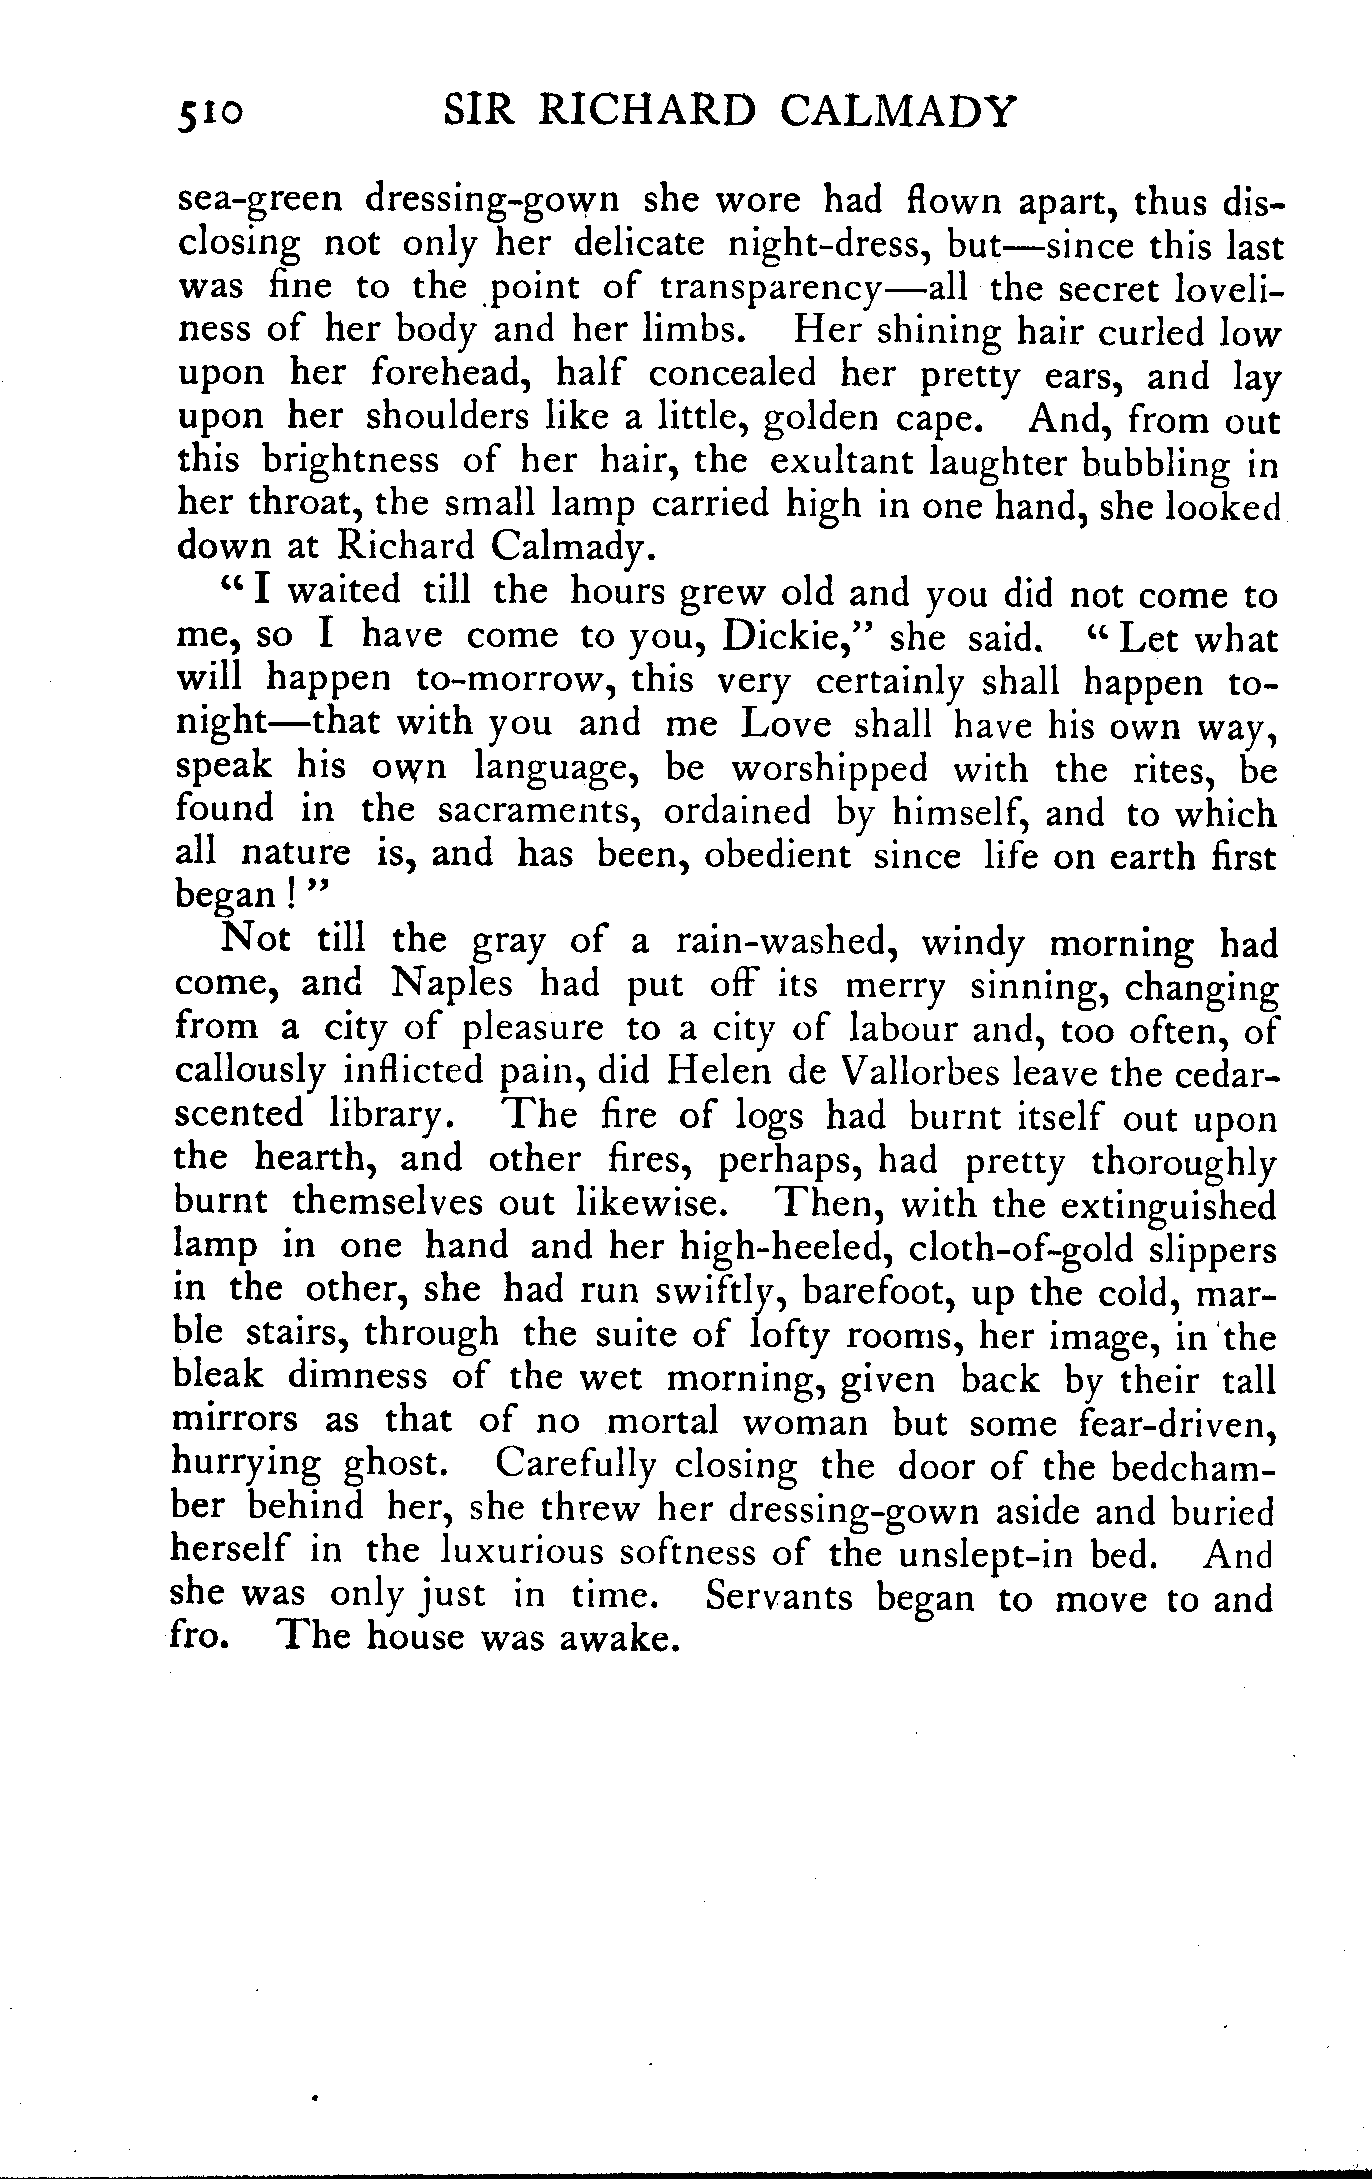 510 SIR RICHARD CALMADY
sea-green dressing-gown she wore had flown apart, thus dis-
closing not only her delicate night-dress, but—since this last
was fine to the point of transparency—all the secret loveli-
ness of her body and her limbs. Her shining hair curled low
upon her forehead, half concealed her pretty ears, and lay
upon her shoulders like a little, golden cape. And, from out
this brightness of her hair, the exultant laughter bubbling in
her throat, the small lamp carried high in one hand, she looked
down at Richard Calmady.
“I waited till the hours grew old and you did not come to
me, so I have come to you, Dickie,” she said. “Let what
will happen to-morrow, this very certainly shall happen to-
night—that with you and me Love shall have his own way,
speak his own language, be worshipped with the rites, be
found in the sacraments, ordained by himself, and to which
all nature is, and has been, obedient since life on earth first
began!”
Not till the gray of a rain-washed, windy morning had
come, and Naples had put off its merry sinning, changing
from a city of pleasure to a city of labour and, too often, of
callously inflicted pain, did Helen de Vallorbes leave the cedar-
scented library. The fire of logs had burnt itself out upon
the hearth, and other fires, perhaps, had pretty thoroughly
burnt themselves out likewise. Then, with the extinguished
lamp in one hand and her high-heeled, cloth-of-gold slippers
in the other, she had run swiftly, barefoot, up the cold, mar-
ble stairs, through the suite of lofty rooms, her image, in the
bleak dimness of the wet morning, given back by their tall
mirrors as that of no mortal woman but some fear-driven,
hurrying ghost. Carefully closing the door of the bedcham-
ber behind her, she threw her dressing-gown aside and buried
herself in the luxurious softness of the unslept-in bed. And
she was only just in time. Servants began to move to and
fro. The house was awake.